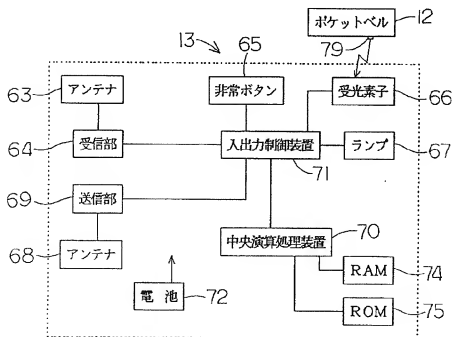 ポケットベル 12
79
13
65
63 アンテナ
非常ボタン
受光素子 66
64 受信部
入出力制御装置
71
ランプ 67
69 送信部
中央演算処理装置 70
68 アンテナ
RAM 74
電池 72
ROM 75